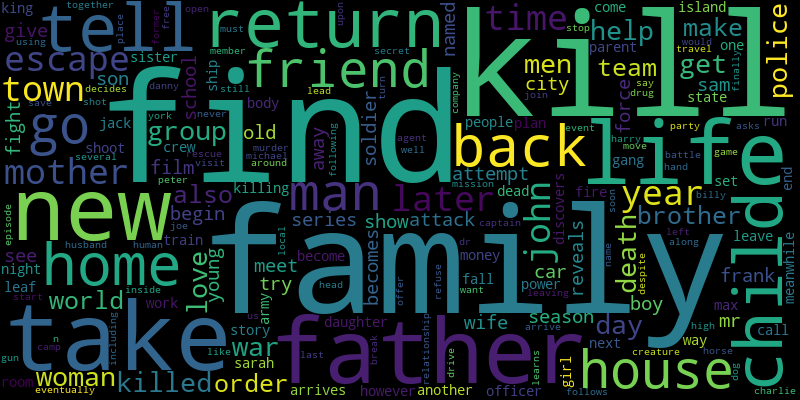 king together open
tell place former free
using
give
return
time
come island
kill
police
upon
must
named
help make
escape sister
member secret stop travel would
friend
parent
town decides
son school ship still turn
men team
get
one
finally
find
save shot danny lead
company
city
say
drug
sam
state
fight
go
jack york never
body
soldier
away
following
agent
well
people plan
join
force
event party asks run
group old
rescue visit
murder
michael around
back
life
harry move battle game
hand
mother
several
shoot crew
film
peter
killing
attempt
mission dead
gang
set
child
end
new
also
man later
year
fire
soon
billy
episode
husband human
joe
begin
train
series show attack
captain
john
discovers
brother
death
left along
leave
see
home
love
young
local
family
dr
money
reveals
name
despite
meanwhile
night
leaf
inside
meet
become
becomes
car
frank
start
world work
try
army
us
head
offer
refuse
want
fall
power
leaving
boy
max
high horse
take
including
story
daughter
relationship
wife
season
arrive
day
mr
way
call
gun
n
camp
like
war
sarah
father
last
break
drive
next
creature
dog
room
woman
eventually
killed order
arrives
however another
officer
learns
girl
follows
house
charlie